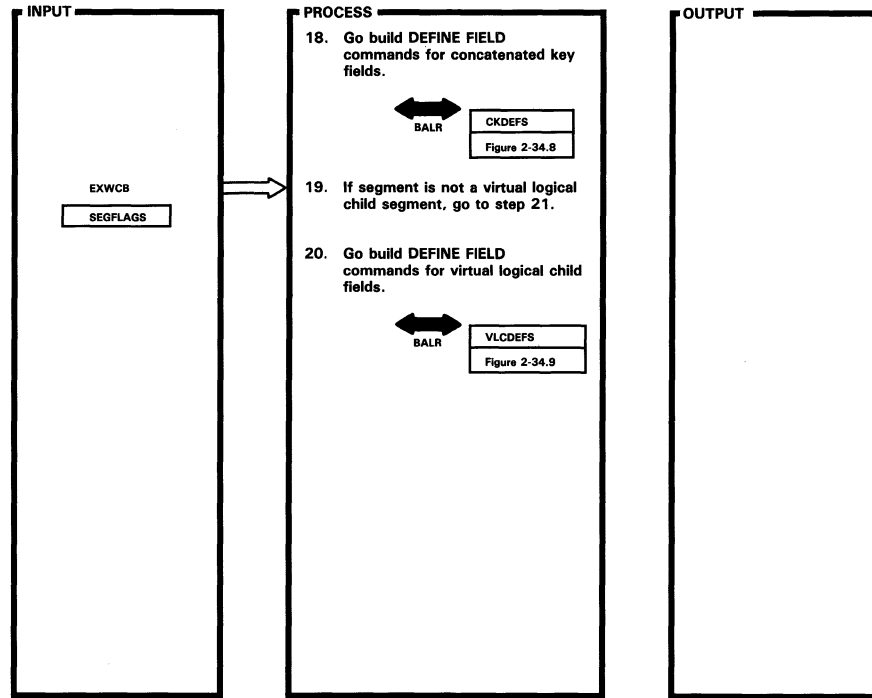 INPUT
EXWCB
SEGFLAGS
PROCESS
18. Go build DEFINE FIELD
commands for concatenated key
fields.
BALR
CKDEFS
Figure 2-34.8
19. If segment is not a virtual logical
child segment, go to step 21.
20. Go build DEFINE FIELD
commands for virtual logical child
fields.
BALR
VLCDEFS
Figure 2-34.9
OUTPUT